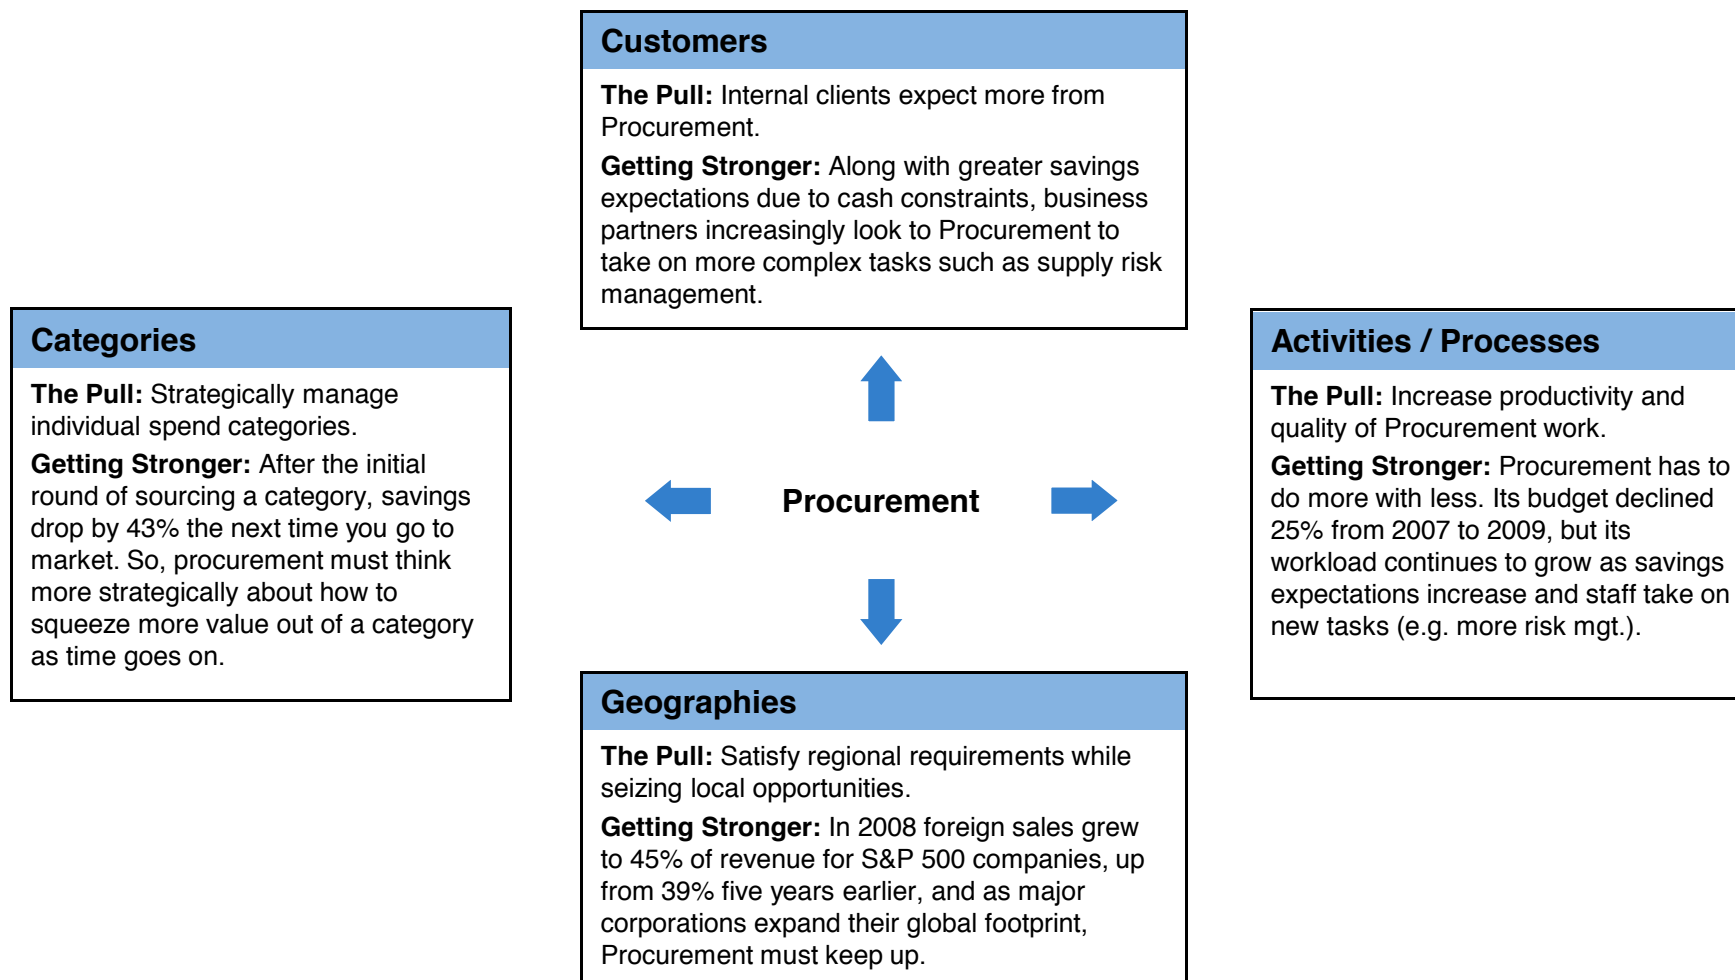 Customers
The Pull: Internal clients expect more from
Procurement.
Getting Stronger: Along with greater savings
expectations due to cash constraints, business
partners increasingly look to Procurement to
take on more complex tasks such as supply risk
management.
Categories
The Pull: Strategically manage
individual spend categories.
Getting Stronger: After the initial
round of sourcing a category, savings
drop by 43% the next time you go to
market. So, procurement must think
more strategically about how to
squeeze more value out of a category
as time goes on.
Procurement
Activities / Processes
The Pull: Increase productivity and
quality of Procurement work.
Getting Stronger: Procurement has to
do more with less. Its budget declined
25% from 2007 to 2009, but its
workload continues to grow as savings
expectations increase and staff take on
new tasks (e.g. more risk mgt.).
Geographies
The Pull: Satisfy regional requirements while
seizing local opportunities.
Getting Stronger: In 2008 foreign sales grew
to 45% of revenue for S&P 500 companies, up
from 39% five years earlier, and as major
corporations expand their global footprint,
Procurement must keep up.